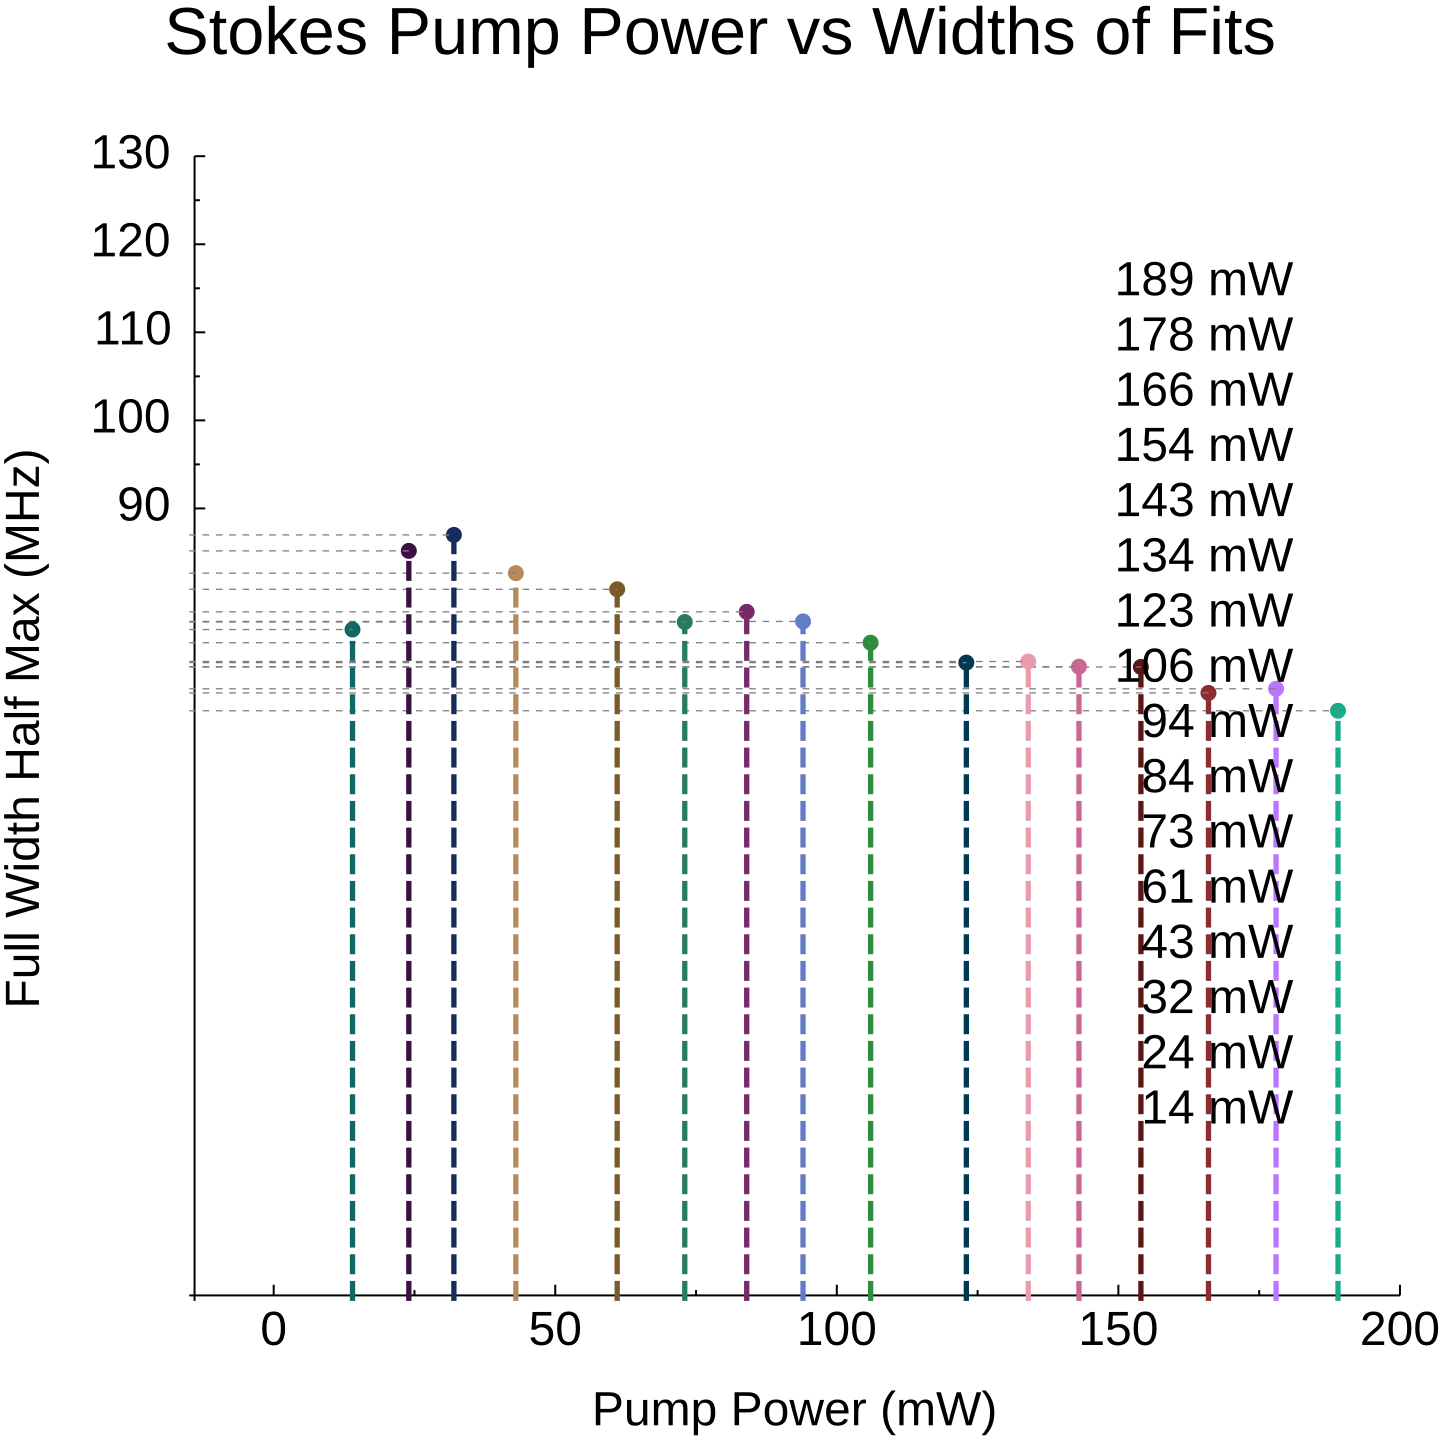 Stokes Pump Power vs Widths of Fits
130
120
110
100
90
Full Width Half Max (MHz)
189 mW
178 mW
166 mW
154 mW
143 mW
134 mW
123 mW
106 mW
94 mW
84 mW
73 mW
61 mW
43 mW
32 mW
24 mW
14 mW
0 50 100 150 200
Pump Power (mW)